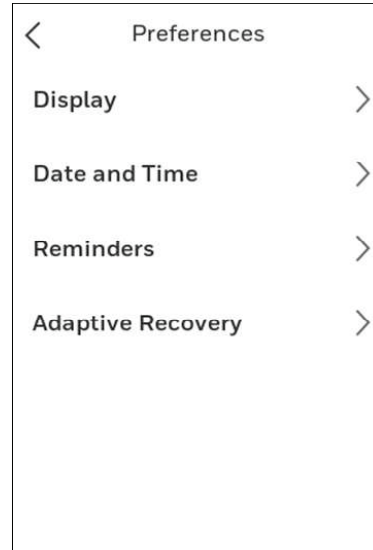 Preferences
Display
Date and Time
Reminders
Adaptive Recovery